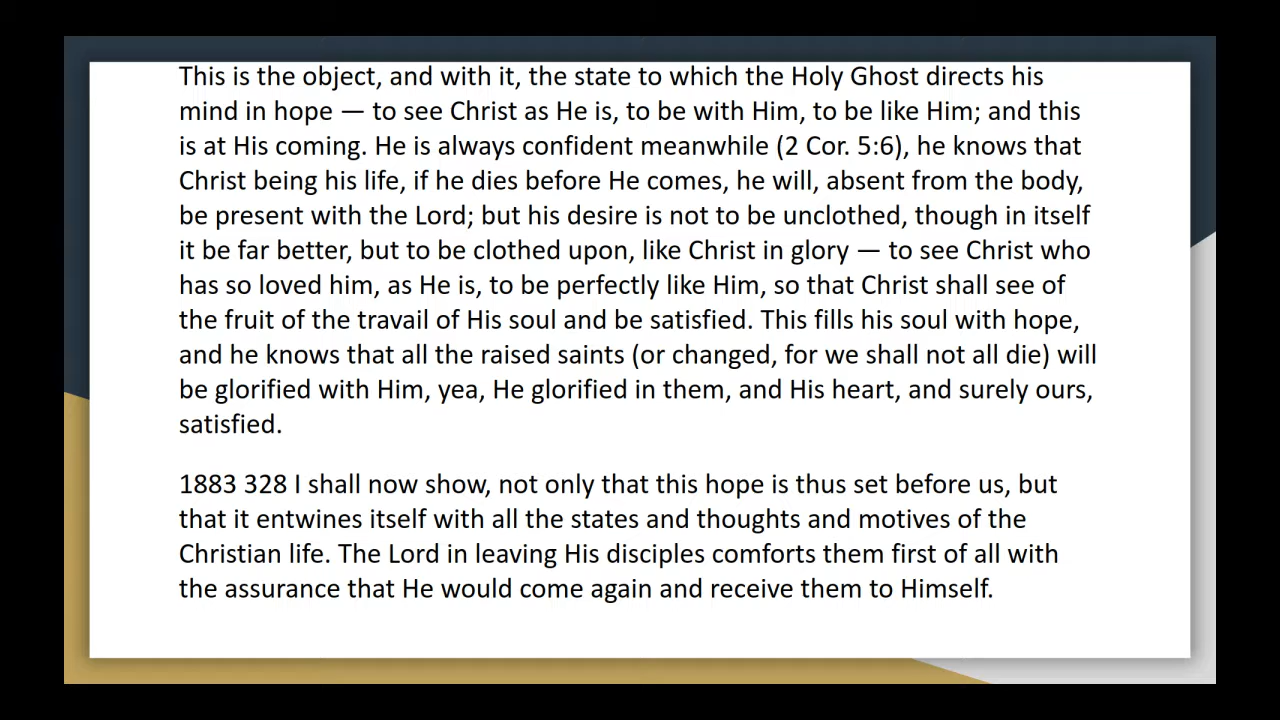 This is the object, and with it, the state to which the Holy Ghost directs his
mind in hope — to see Christ as He is, to be with Him, to be like Him; and this
is at His coming. He is always confident meanwhile (2 Cor. 5:6), he knows that
Christ being his life, if he dies before He comes, he will, absent from the body,
be present with the Lord; but his desire is not to be unclothed, though in itself
it be far better, but to be clothed upon, like Christ in glory — to see Christ who
has so loved him, as He is, to be perfectly like Him, so that Christ shall see of
the fruit of the travail of His soul and be satisfied. This fills his soul with hope,
and he knows that all the raised saints (or changed, for we shall not all die) will
be glorified with Him, yea, He glorified in them, and His heart, and surely ours,
satisfied.
1883 328 I shall now show, not only that this hope is thus set before us, but
that it entwines itself with all the states and thoughts and motives of the
Christian life. The Lord in leaving His disciples comforts them first of all with
the assurance that He would come again and receive them to Himself.